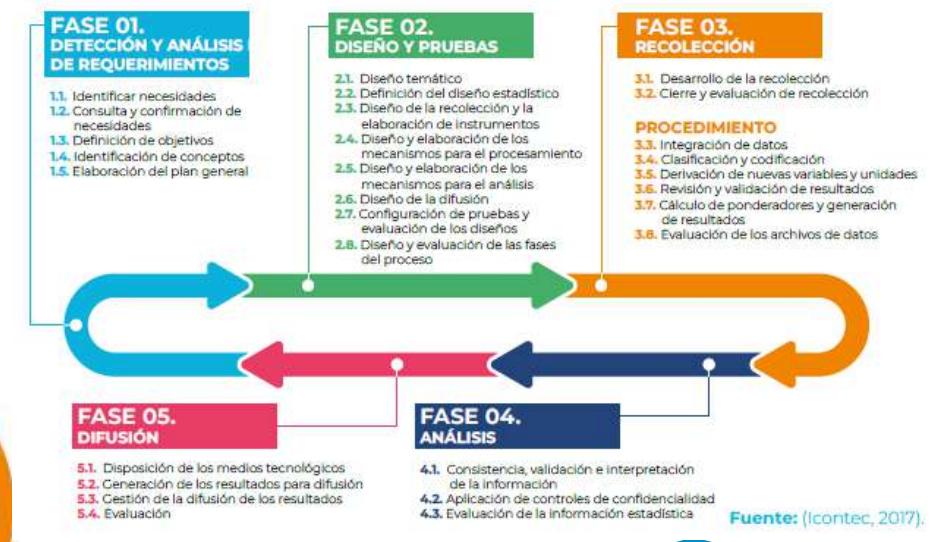 FASE 01.
DETECCIÓN Y ANÁLISIS
DE REQUERIMIENTOS
1.1. Identificar necesidades
1.2. Consulta y confirmación de
necesidades
1.3. Definición de objetivos
1.4. Identificación de conceptos
1.5. Elaboración del plan general
FASE 02.
DISEÑO Y PRUEBAS
2.1. Diseño temático
2.2. Definición del diseño estadístico
2.3. Diseño de la recolección y la
elaboración de instrumentos
2.4. Diseño y elaboración de los
mecanismos para el procesamiento
2.5. Diseño y elaboración de los
mecanismos para el análisis
2.6. Diseño de la difusión
2.7. Configuración de pruebas y
evaluación de los diseños
2.8. Diseño y evaluación de las fases
del proceso
FASE 03.
RECOLECCIÓN
3.1. Desarrollo de la recolección
3.2. Cierre y evaluación de recolección
PROCEDIMIENTO
3.3. Integración de datos
3.4. Clasificación y codificación
3.5. Derivación de nuevas variables y unidades
3.6. Revisión y validación de resultados
3.7. Cálculo de ponderadores y generación
de resultados
3.8. Evaluación de los archivos de datos
FASE 05.
DIFUSIÓN
5.1. Disposición de los medios tecnológicos
5.2. Generación de los resultados para difusión
5.3. Gestión de la difusión de los resultados
5.4. Evaluación
FASE 04.
ANÁLISIS
4.1. Consistencia, validación e interpretación
de la información
4.2. Aplicación de controles de confidencialidad
4.3. Evaluación de la información estadística
Fuente: (Icontec, 2017).